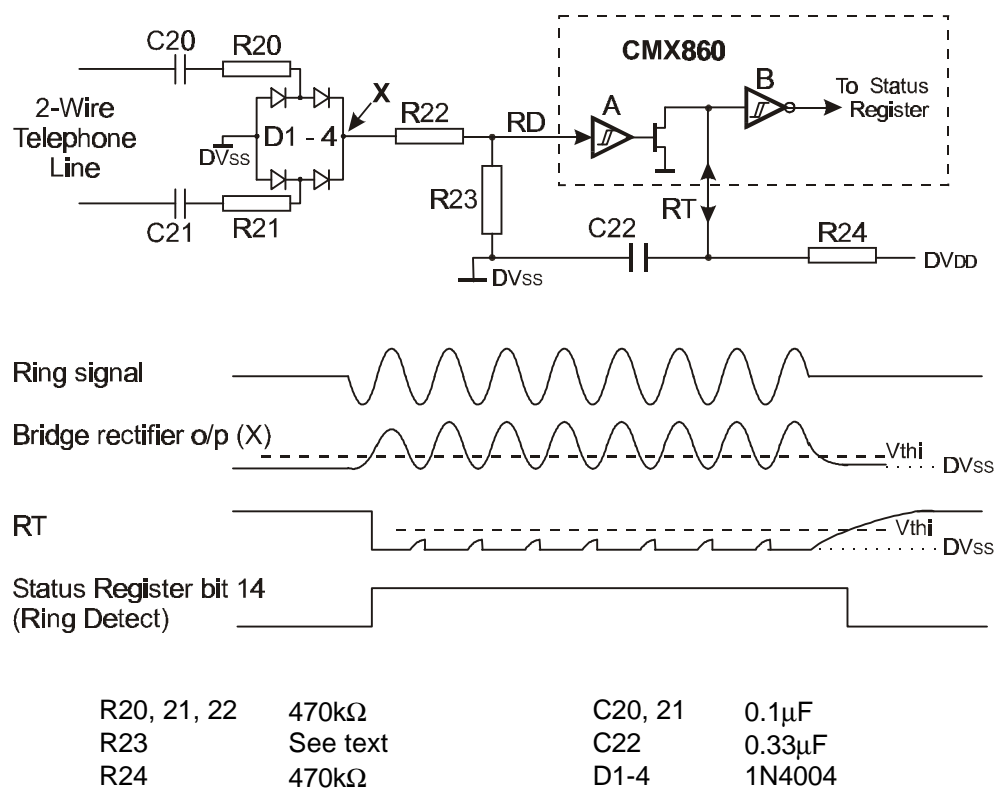 C20
R20
CMX860
X
B
A
To Status
Register
2-Wire
Telephone
Line
R22
RD
D1 - 4
DVSS
R23
RT
C21
R21
C22
R24
DVSS
DVDD
Ring signal
Bridge rectifier o/p (X)
Vthi
DVSS
RT
Vthi
DVSS
Status Register bit 14
(Ring Detect)
R20, 21, 22 470kΩ C20, 21 0.1μF
R23 See text C22 0.33μF
R24 470kΩ D1-4 1N4004